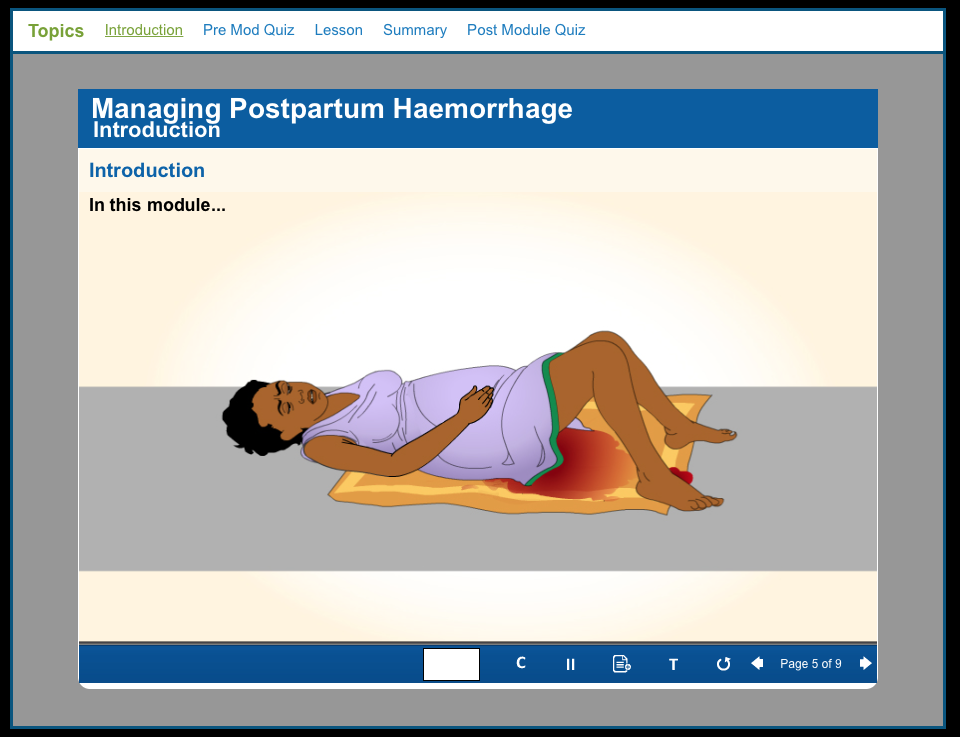 Topics Introduction Pre Mod Quiz Lesson Summary Post Module Quiz
Managing Postpartum Haemorrhage
Introduction
Introduction
In this module...
C T Page 5 of 9